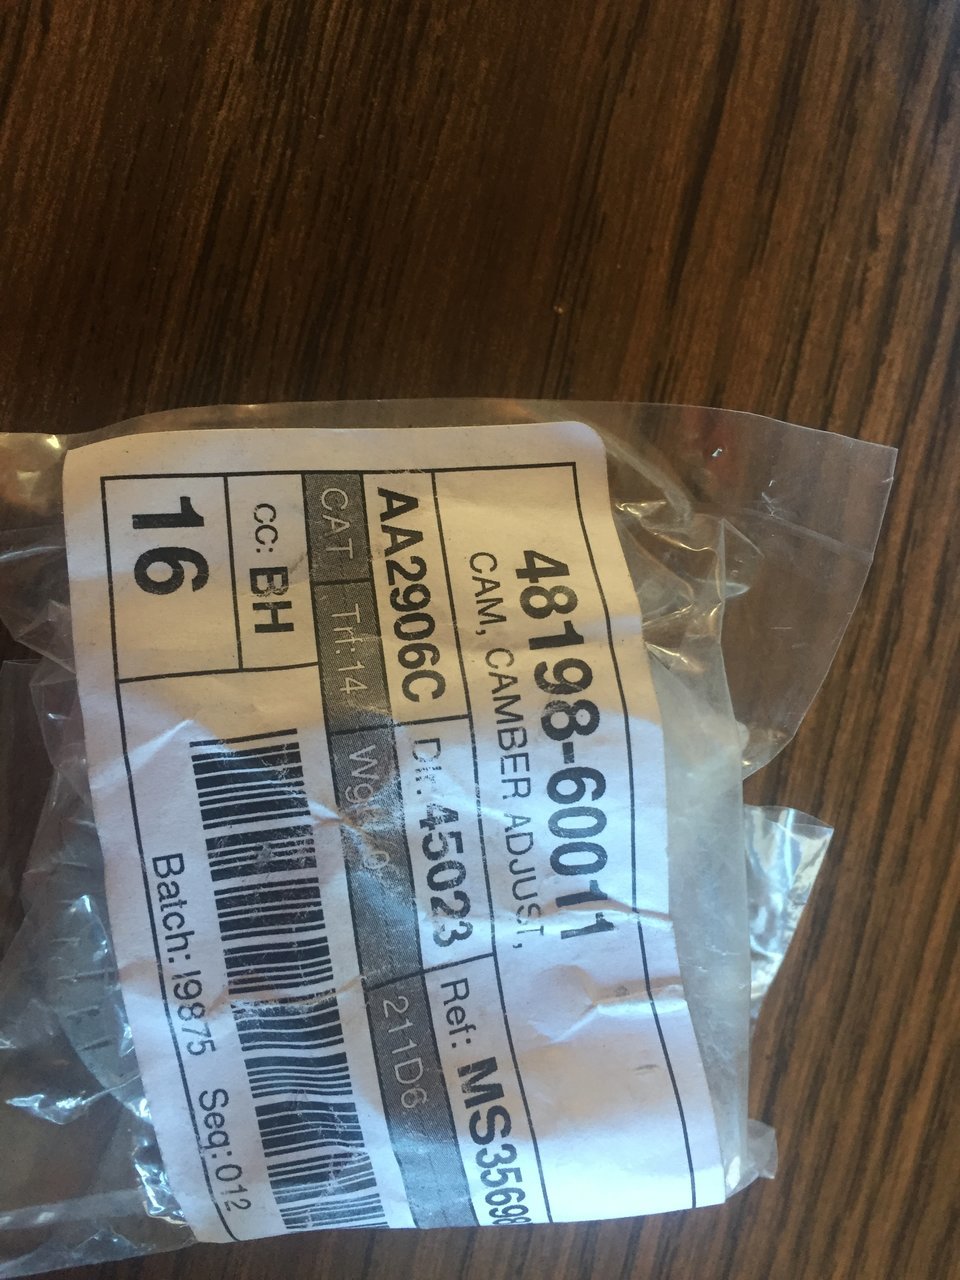 48198-60011
CAM, CAMBER ADJUST,
AA2906C Dlr: 45023 Ref: MS3569
CAT Trf:14 211D6
CC: BH
16
Batch: I9875 Seq: 012